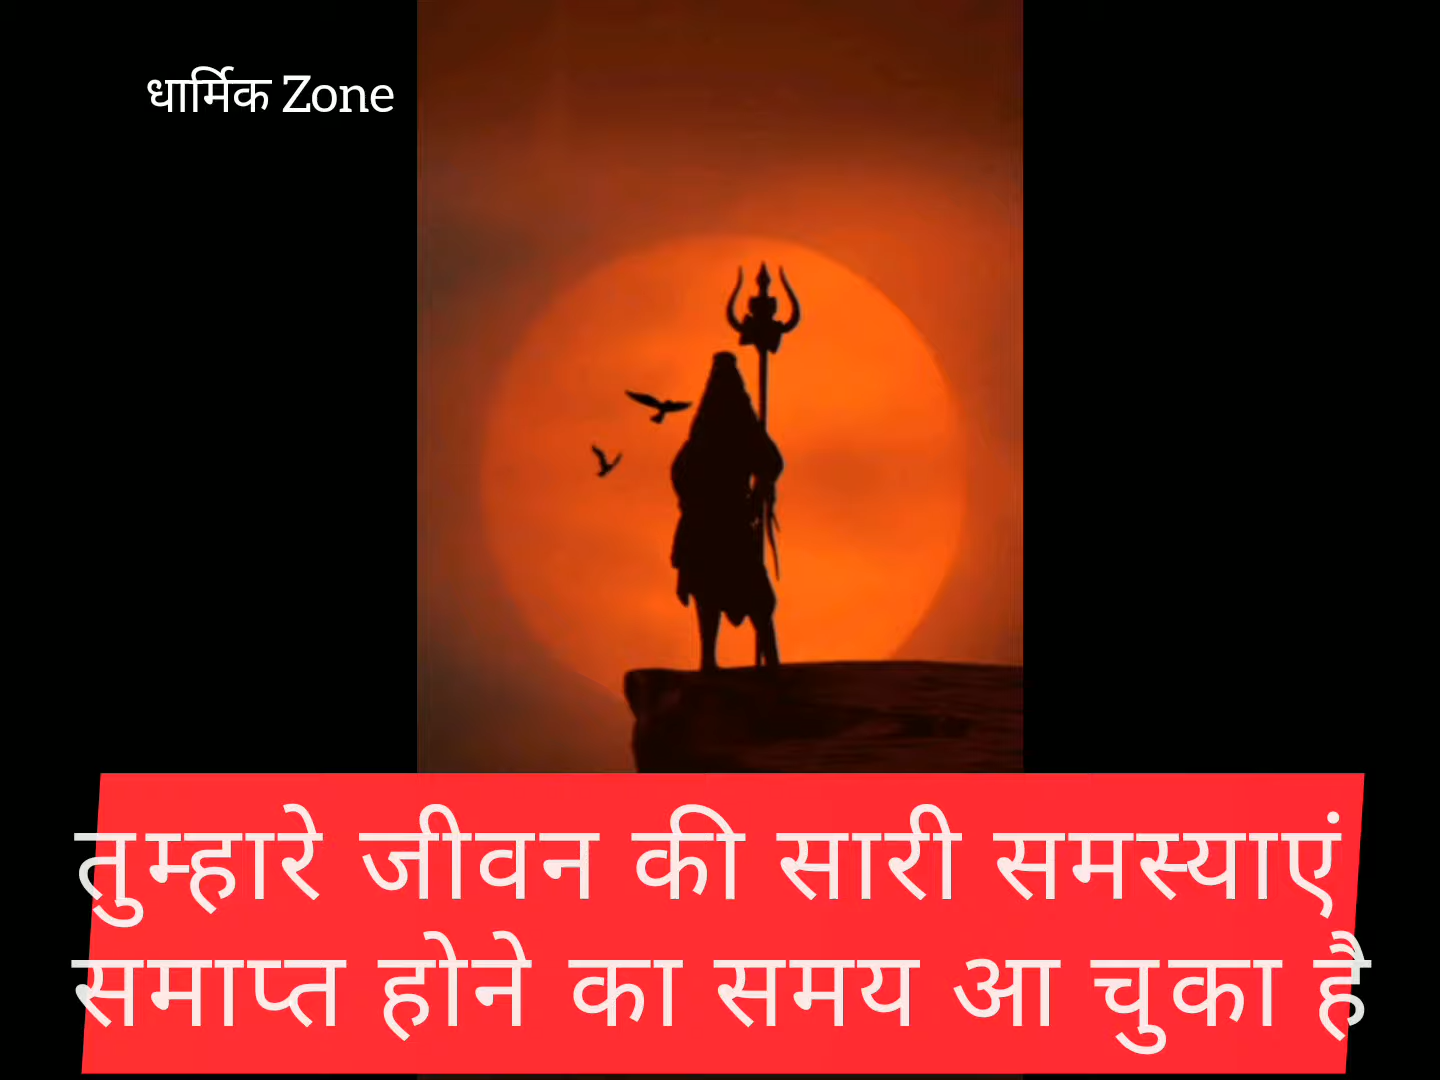 धार्मिक Zone
तुम्हारे जीवन की सारी समस्याएं
समाप्त होने का समय आ चुका है